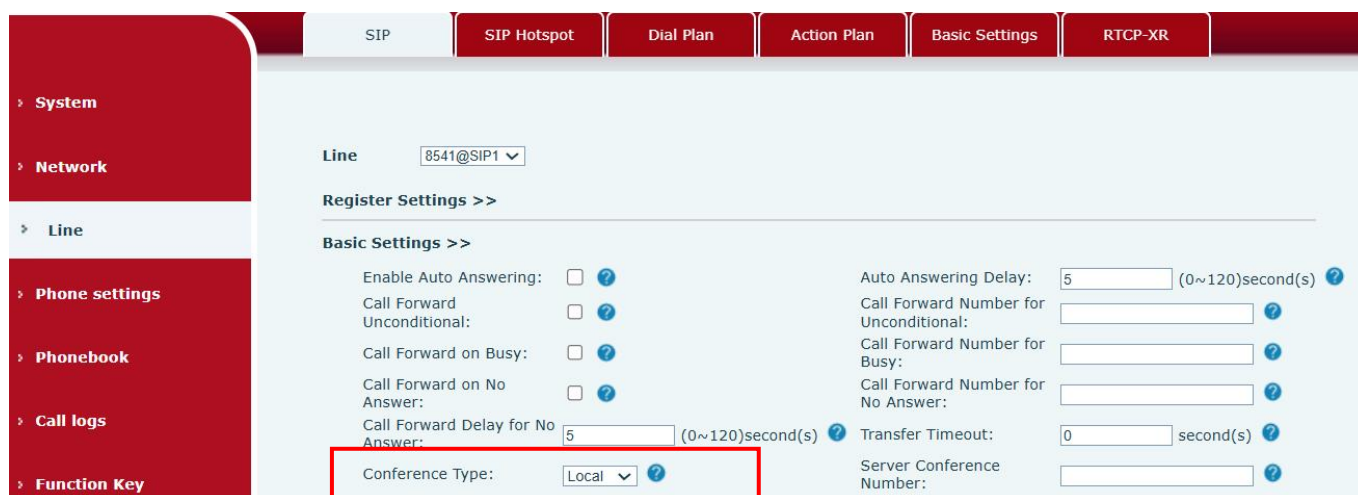 SIP
SIP Hotspot
Dial Plan
Action Plan
Basic Settings
RTCP-XR
› System
› Network
› Line
› Phone settings
› Phonebook
› Call logs
› Function Key
Line 8541@SIP1
Register Settings >>
Basic Settings >>
Enable Auto Answering: ?
Auto Answering Delay: 5 (0~120)second(s) ?
Call Forward
Unconditional: ?
Call Forward Number for
Unconditional: ?
Call Forward on Busy: ?
Call Forward Number for
Busy: ?
Call Forward on No
Answer: ?
Call Forward Number for
No Answer: ?
Call Forward Delay for No
Answer: 5 (0~120)second(s) ?
Transfer Timeout: 0 second(s) ?
Conference Type: Local ?
Server Conference
Number: ?